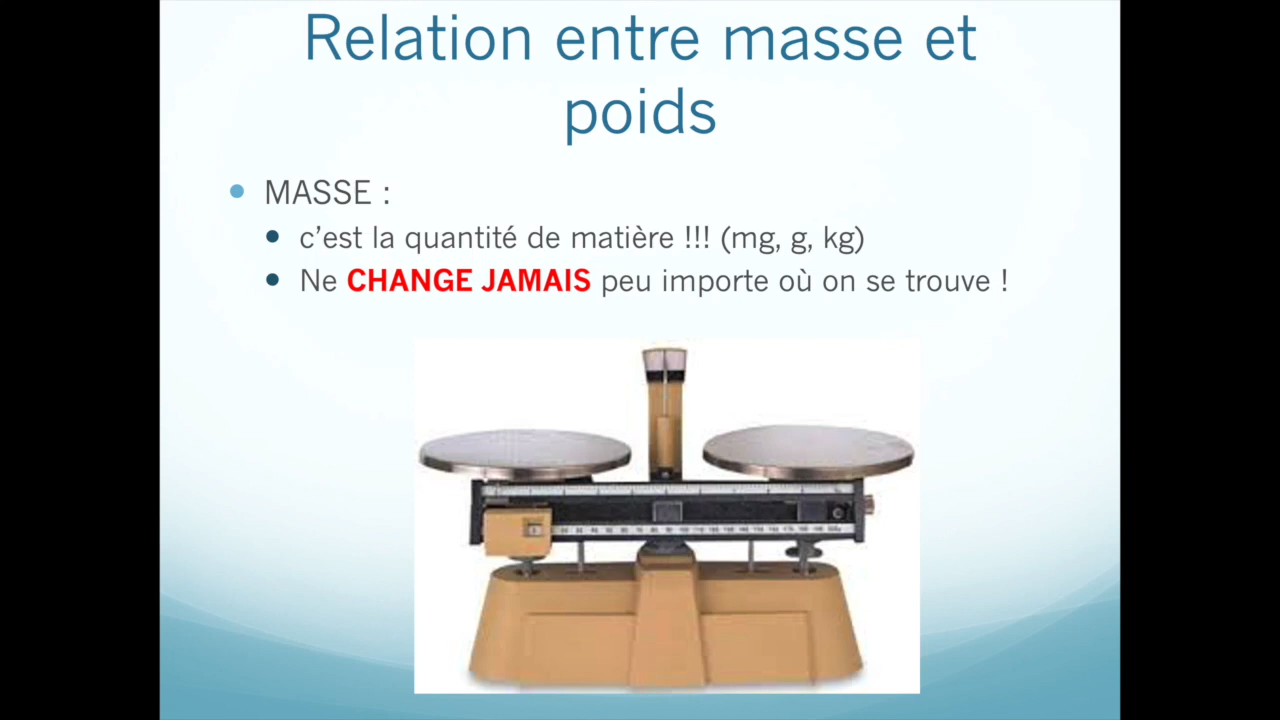 Relation entre masse et
poids
MASSE :
c’est la quantité de matière !!! (mg, g, kg)
Ne CHANGE JAMAIS peu importe où on se trouve !